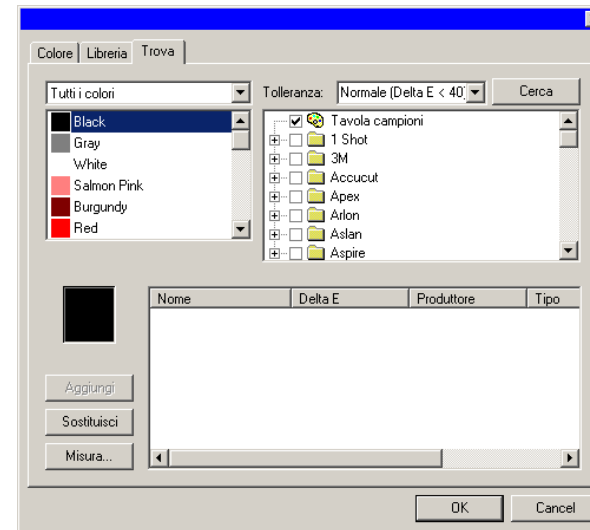 Colore Libreria Trova
Tutti i colori Tolleranza: Normale (Delta E < 40) Cerca
Black
Gray
White
Salmon Pink
Burgundy
Red
Tavola campioni
1 Shot
3M
Accucut
Apex
Arlon
Aslan
Aspire
Nome Delta E Produttore Tipo
Aggiungi
Sostituisci
Misura...
OK Cancel